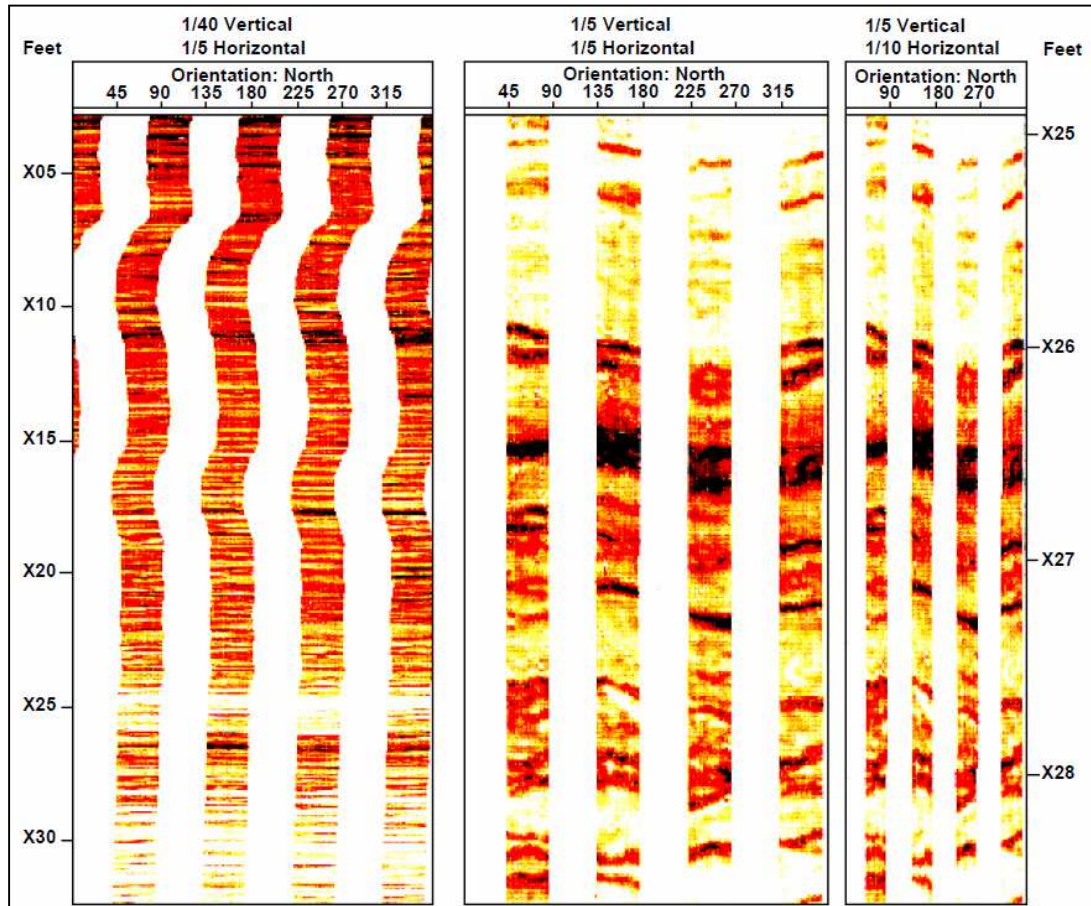 1/40 Vertical
1/5 Horizontal
Feet
Orientation: North
45 90 135 180 225 270 315
X05
X10
X15
X20
X25
X30
1/5 Vertical
1/5 Horizontal
Orientation: North
45 90 135 180 225 270 315
1/5 Vertical
1/10 Horizontal
Feet
Orientation: North
90 180 270
X25
X26
X27
X28